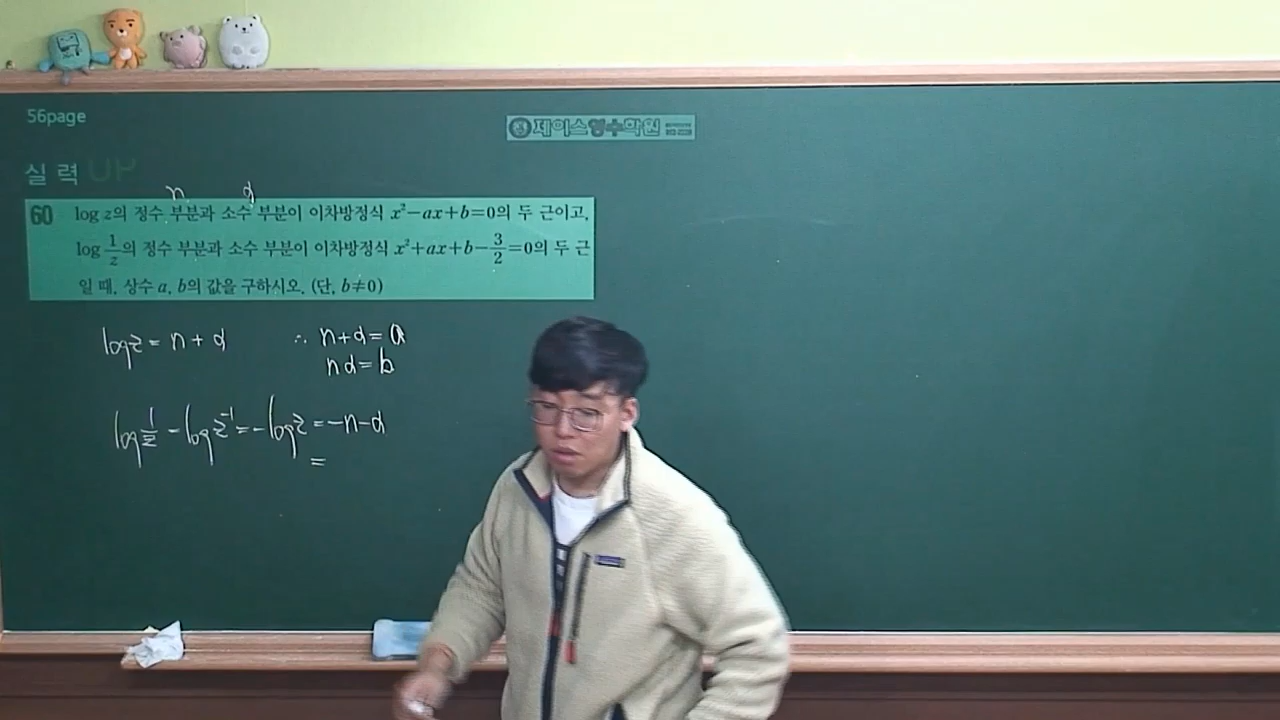 56page
제이스영수학원
실력 UP
n α
60 log z의 정수 부분과 소수 부분이 이차방정식 x²−ax+b=0의 두 근이고,
log 1/z의 정수 부분과 소수 부분이 이차방정식 x²+ax+b−3/2=0의 두 근
일 때, 상수 a, b의 값을 구하시오. (단, b≠0)
log z = n + α ∴ n+α = a
nα = b
log 1/z = log z⁻¹ = −log z = −n−α
=